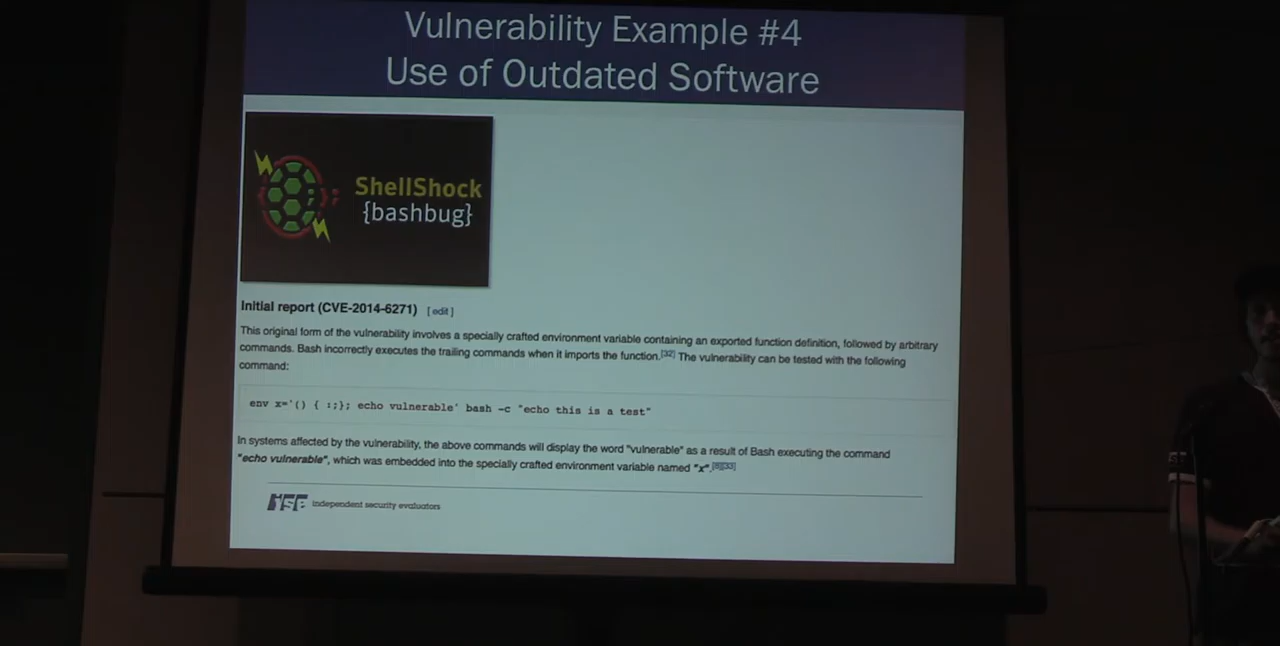 Vulnerability Example #4
Use of Outdated Software
ShellShock
{bashbug}
Initial report (CVE-2014-6271) [edit]
This original form of the vulnerability involves a specially crafted environment variable containing an exported function definition, followed by arbitrary
commands. Bash incorrectly executes the trailing commands when it imports the function.[32] The vulnerability can be tested with the following
command:
env x='() { :;}; echo vulnerable' bash -c "echo this is a test"
In systems affected by the vulnerability, the above commands will display the word "vulnerable" as a result of Bash executing the command
"echo vulnerable", which was embedded into the specially crafted environment variable named "x".[8][33]
ISE independent security evaluators